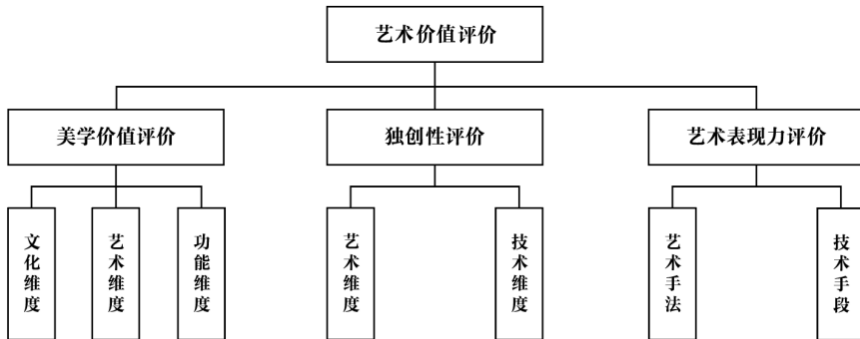 艺术价值评价
美学价值评价
独创性评价
艺术表现力评价
文化维度
艺术维度
功能维度
艺术维度
技术维度
艺术手法
技术手段